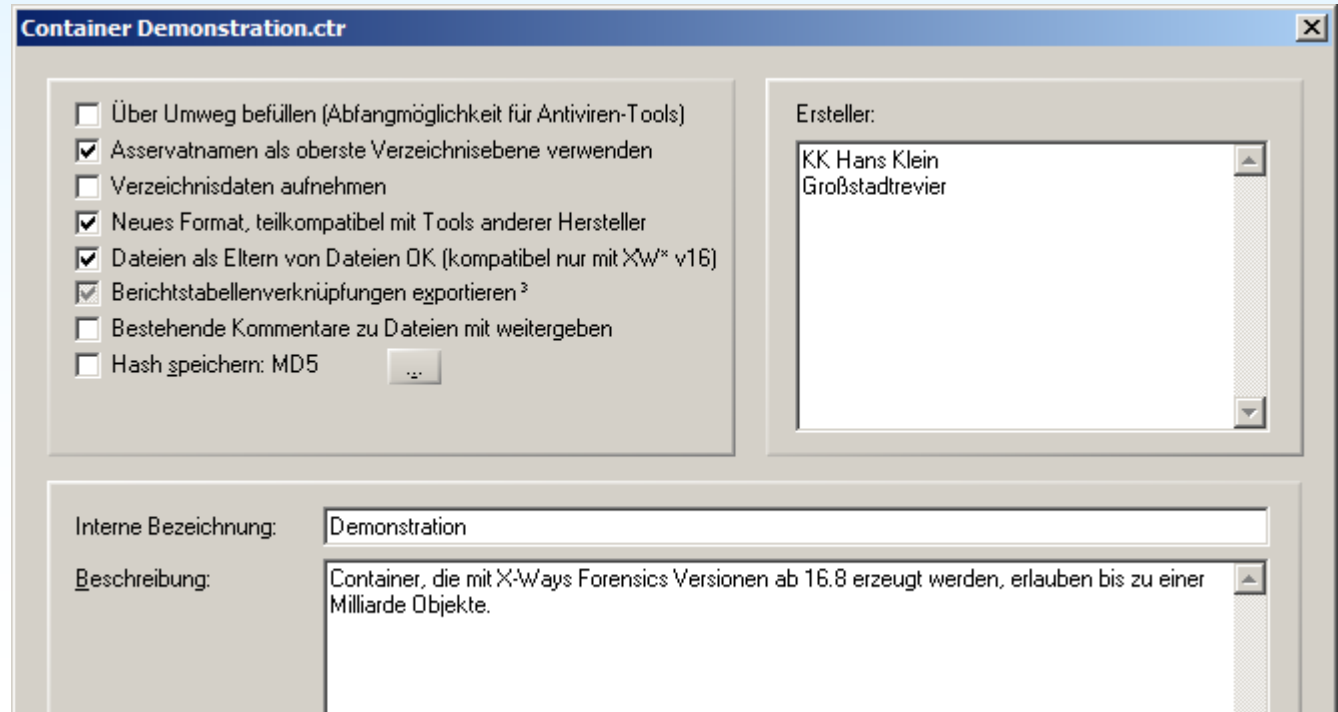 Container Demonstration.ctr
Über Umweg befüllen (Abfangmöglichkeit für Antiviren-Tools)
Asservatnamen als oberste Verzeichnisebene verwenden
Verzeichnisdaten aufnehmen
Neues Format, teilkompatibel mit Tools anderer Hersteller
Dateien als Eltern von Dateien OK (kompatibel nur mit XW* v16)
Berichtstabellenverknüpfungen exportieren ³
Bestehende Kommentare zu Dateien mit weitergeben
Hash speichern: MD5 ...
Ersteller:
KK Hans Klein
Großstadtrevier
Interne Bezeichnung: Demonstration
Beschreibung: Container, die mit X-Ways Forensics Versionen ab 16.8 erzeugt werden, erlauben bis zu einer
Milliarde Objekte.